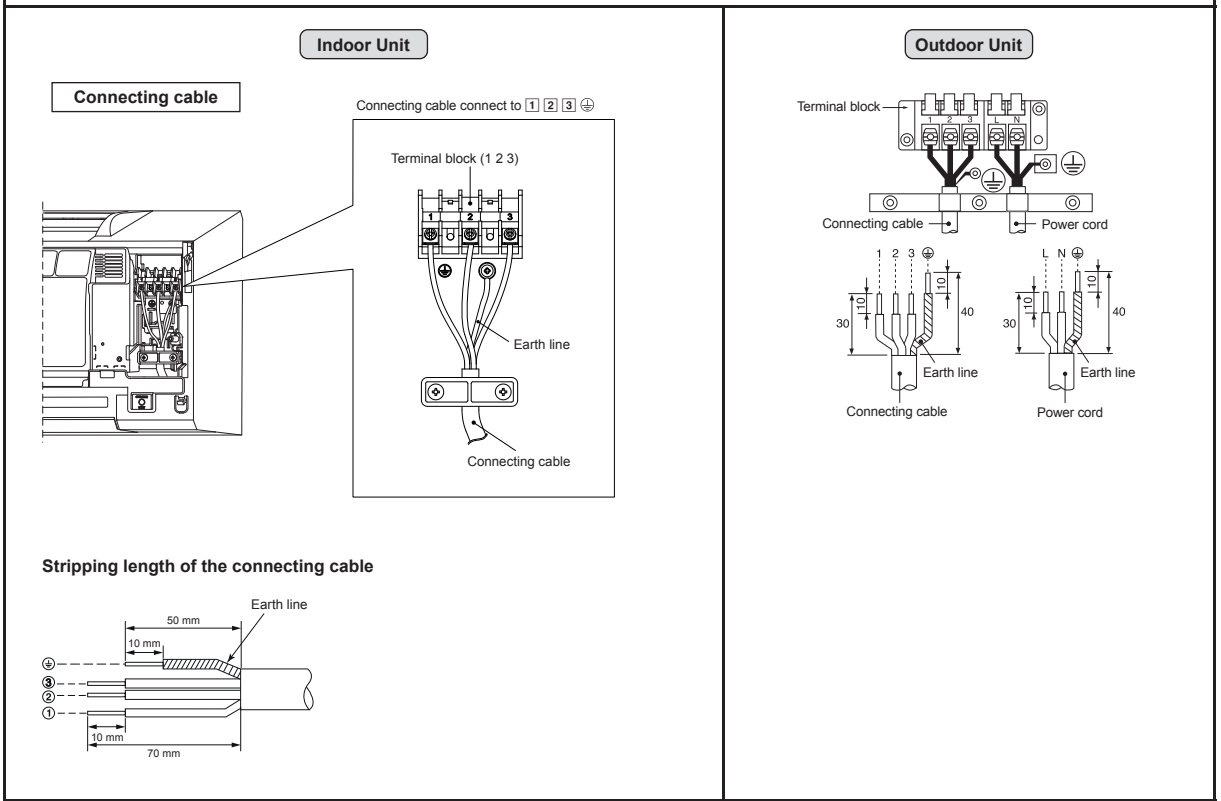 Indoor Unit
Connecting cable
Connecting cable connect to 1 2 3 ⏚
Terminal block (1 2 3)
1 2 3
Earth line
Connecting cable
Stripping length of the connecting cable
Earth line
50 mm
10 mm
3
2
1
10 mm
70 mm
Outdoor Unit
Terminal block
1 2 3 L N
Connecting cable
Power cord
1 2 3
10
10
30
40
Earth line
Connecting cable
L N
10
10
30
40
Earth line
Power cord